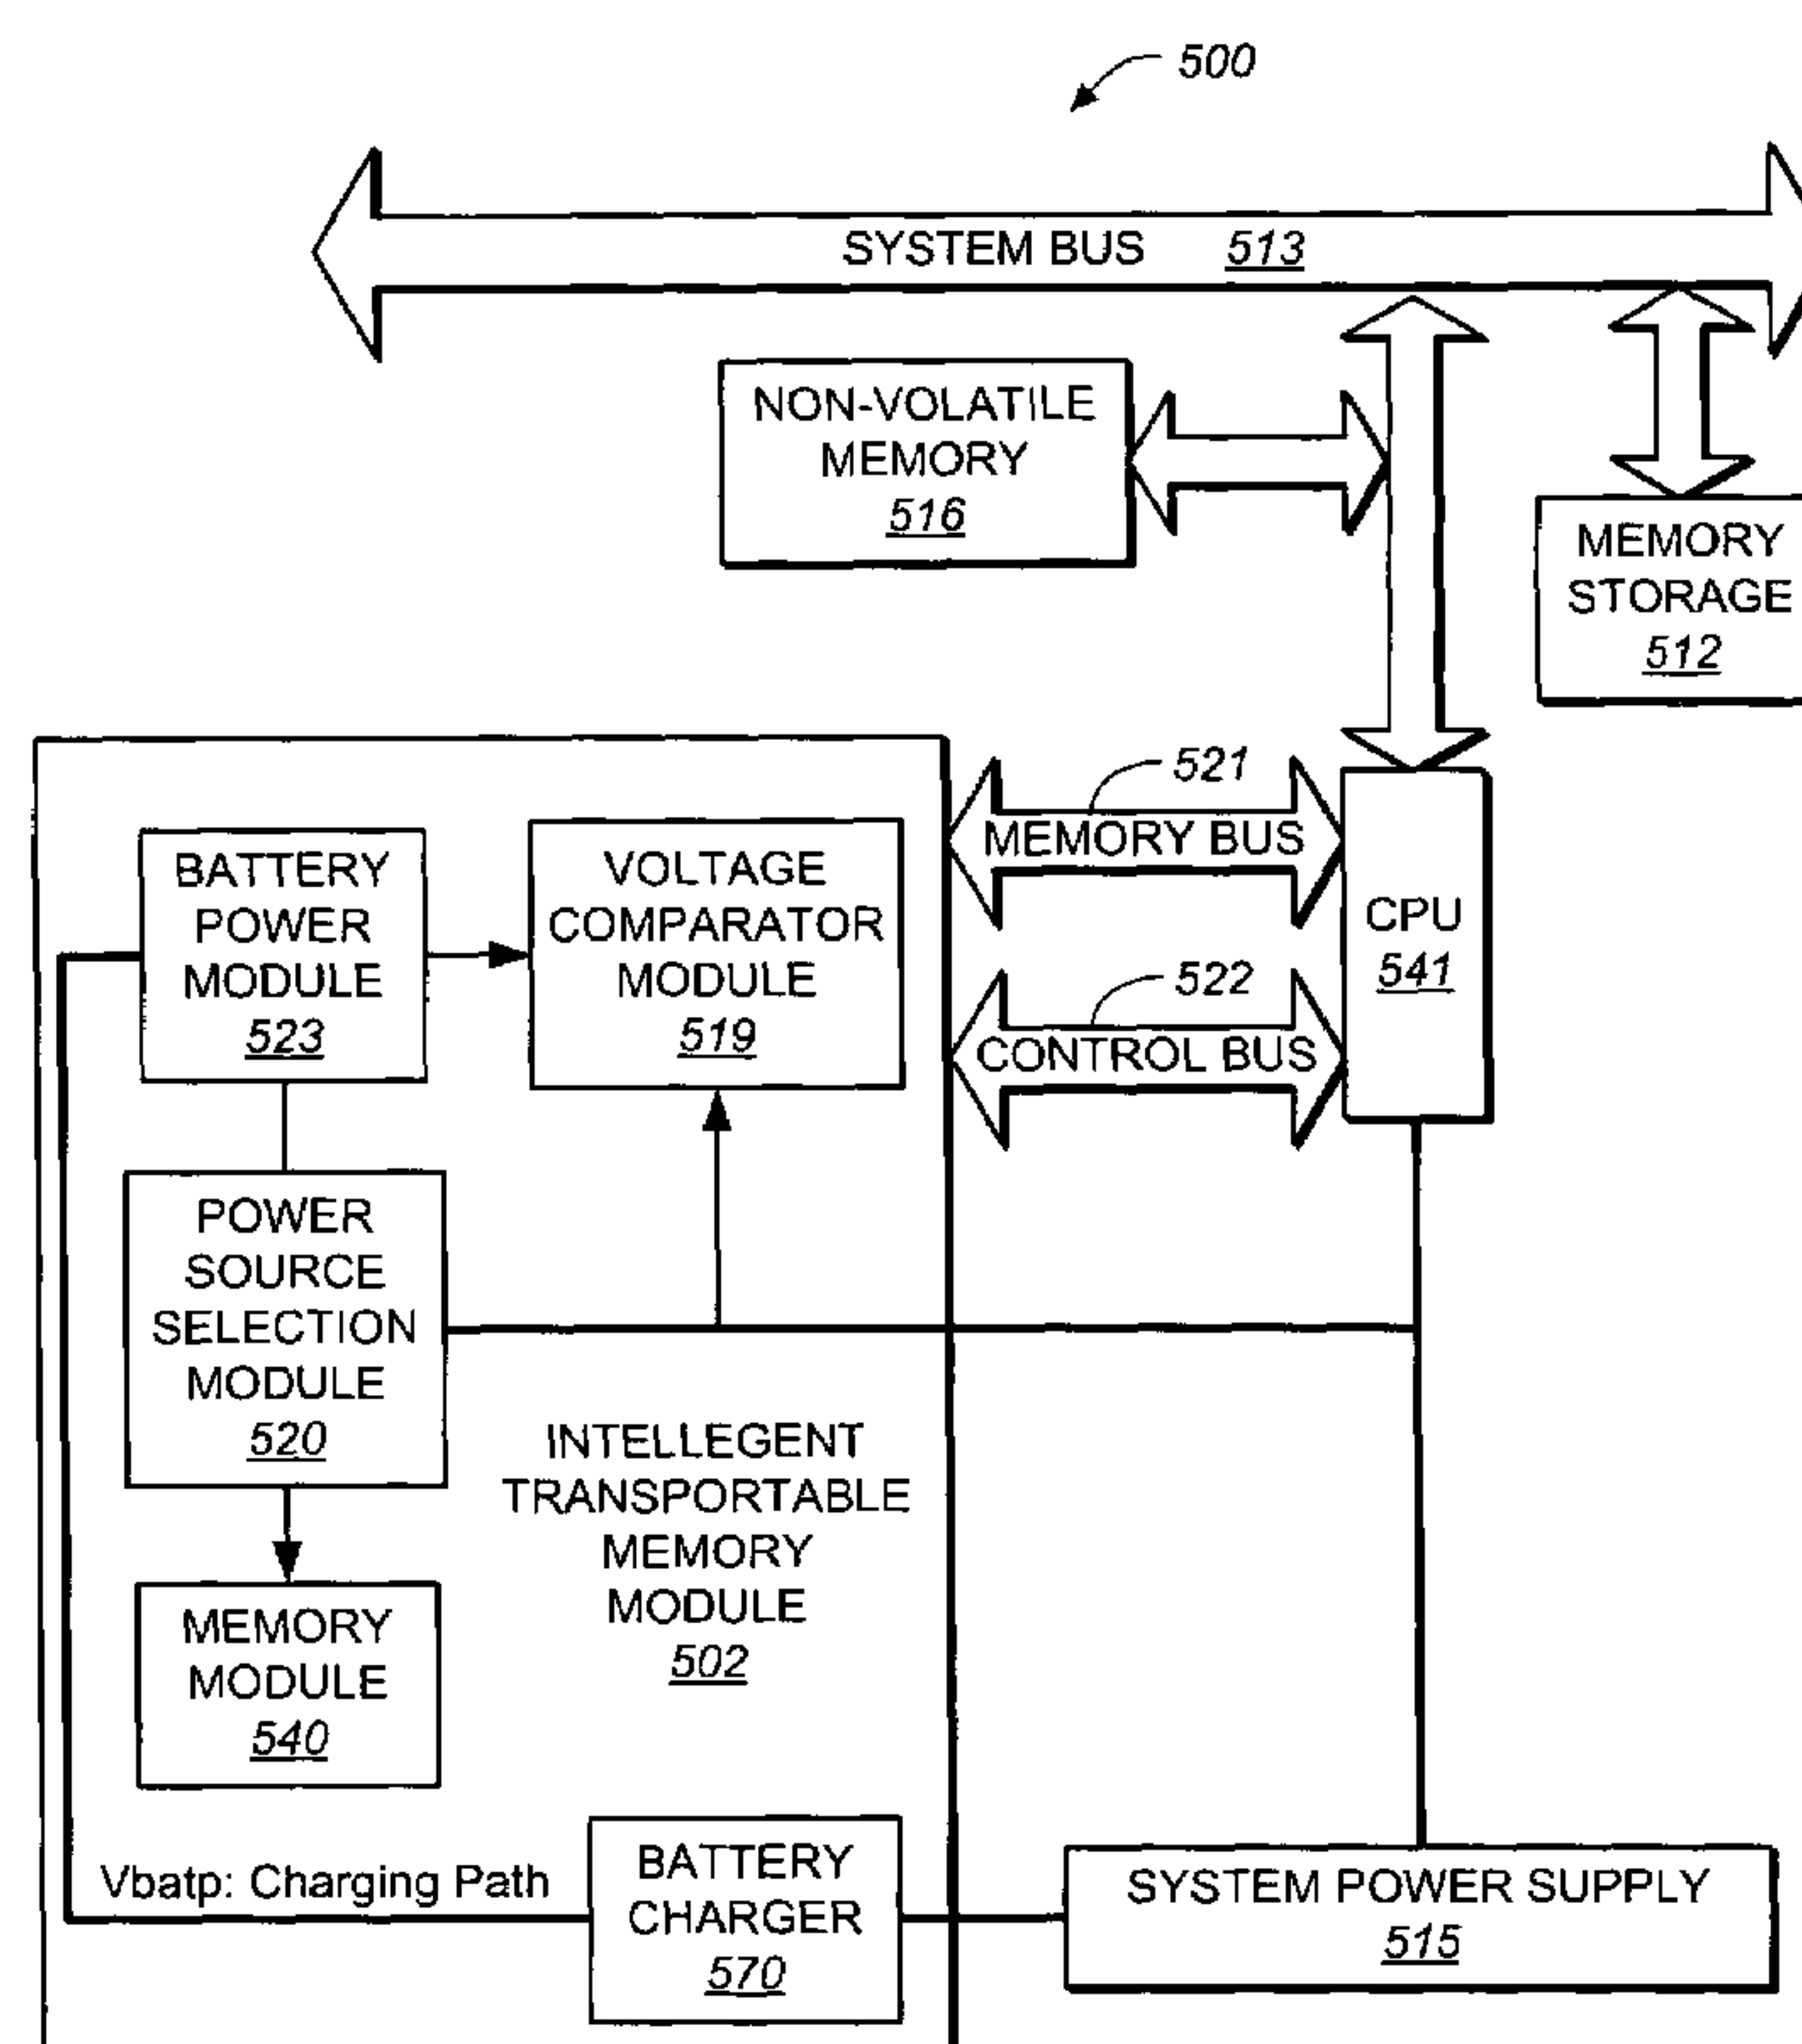 500
SYSTEM BUS 513
NON-VOLATILE
MEMORY
516
MEMORY
STORAGE
512
521
MEMORY BUS
CPU
541
522
CONTROL BUS
BATTERY
POWER
MODULE
523
VOLTAGE
COMPARATOR
MODULE
519
POWER
SOURCE
SELECTION
MODULE
520
INTELLEGENT
TRANSPORTABLE
MEMORY
MODULE
502
MEMORY
MODULE
540
Vbatp: Charging Path
BATTERY
CHARGER
570
SYSTEM POWER SUPPLY
515